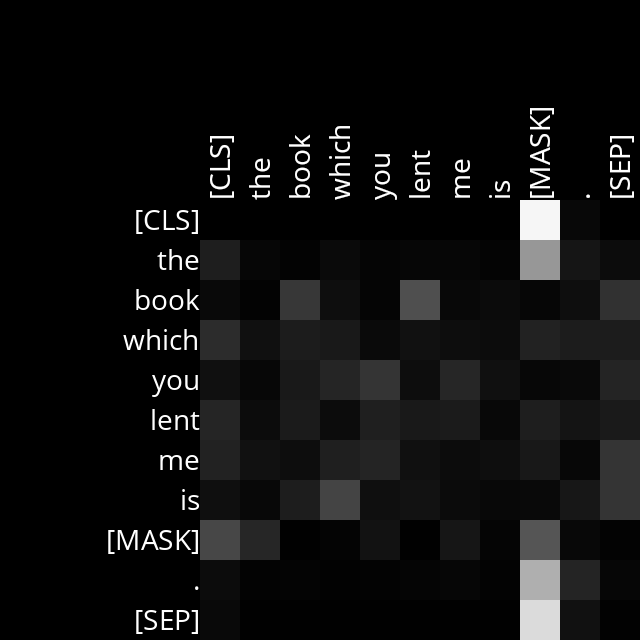 [CLS] the book which you lent me is [MASK] . [SEP]
[CLS]
the
book
which
you
lent
me
is
[MASK]
.
[SEP]